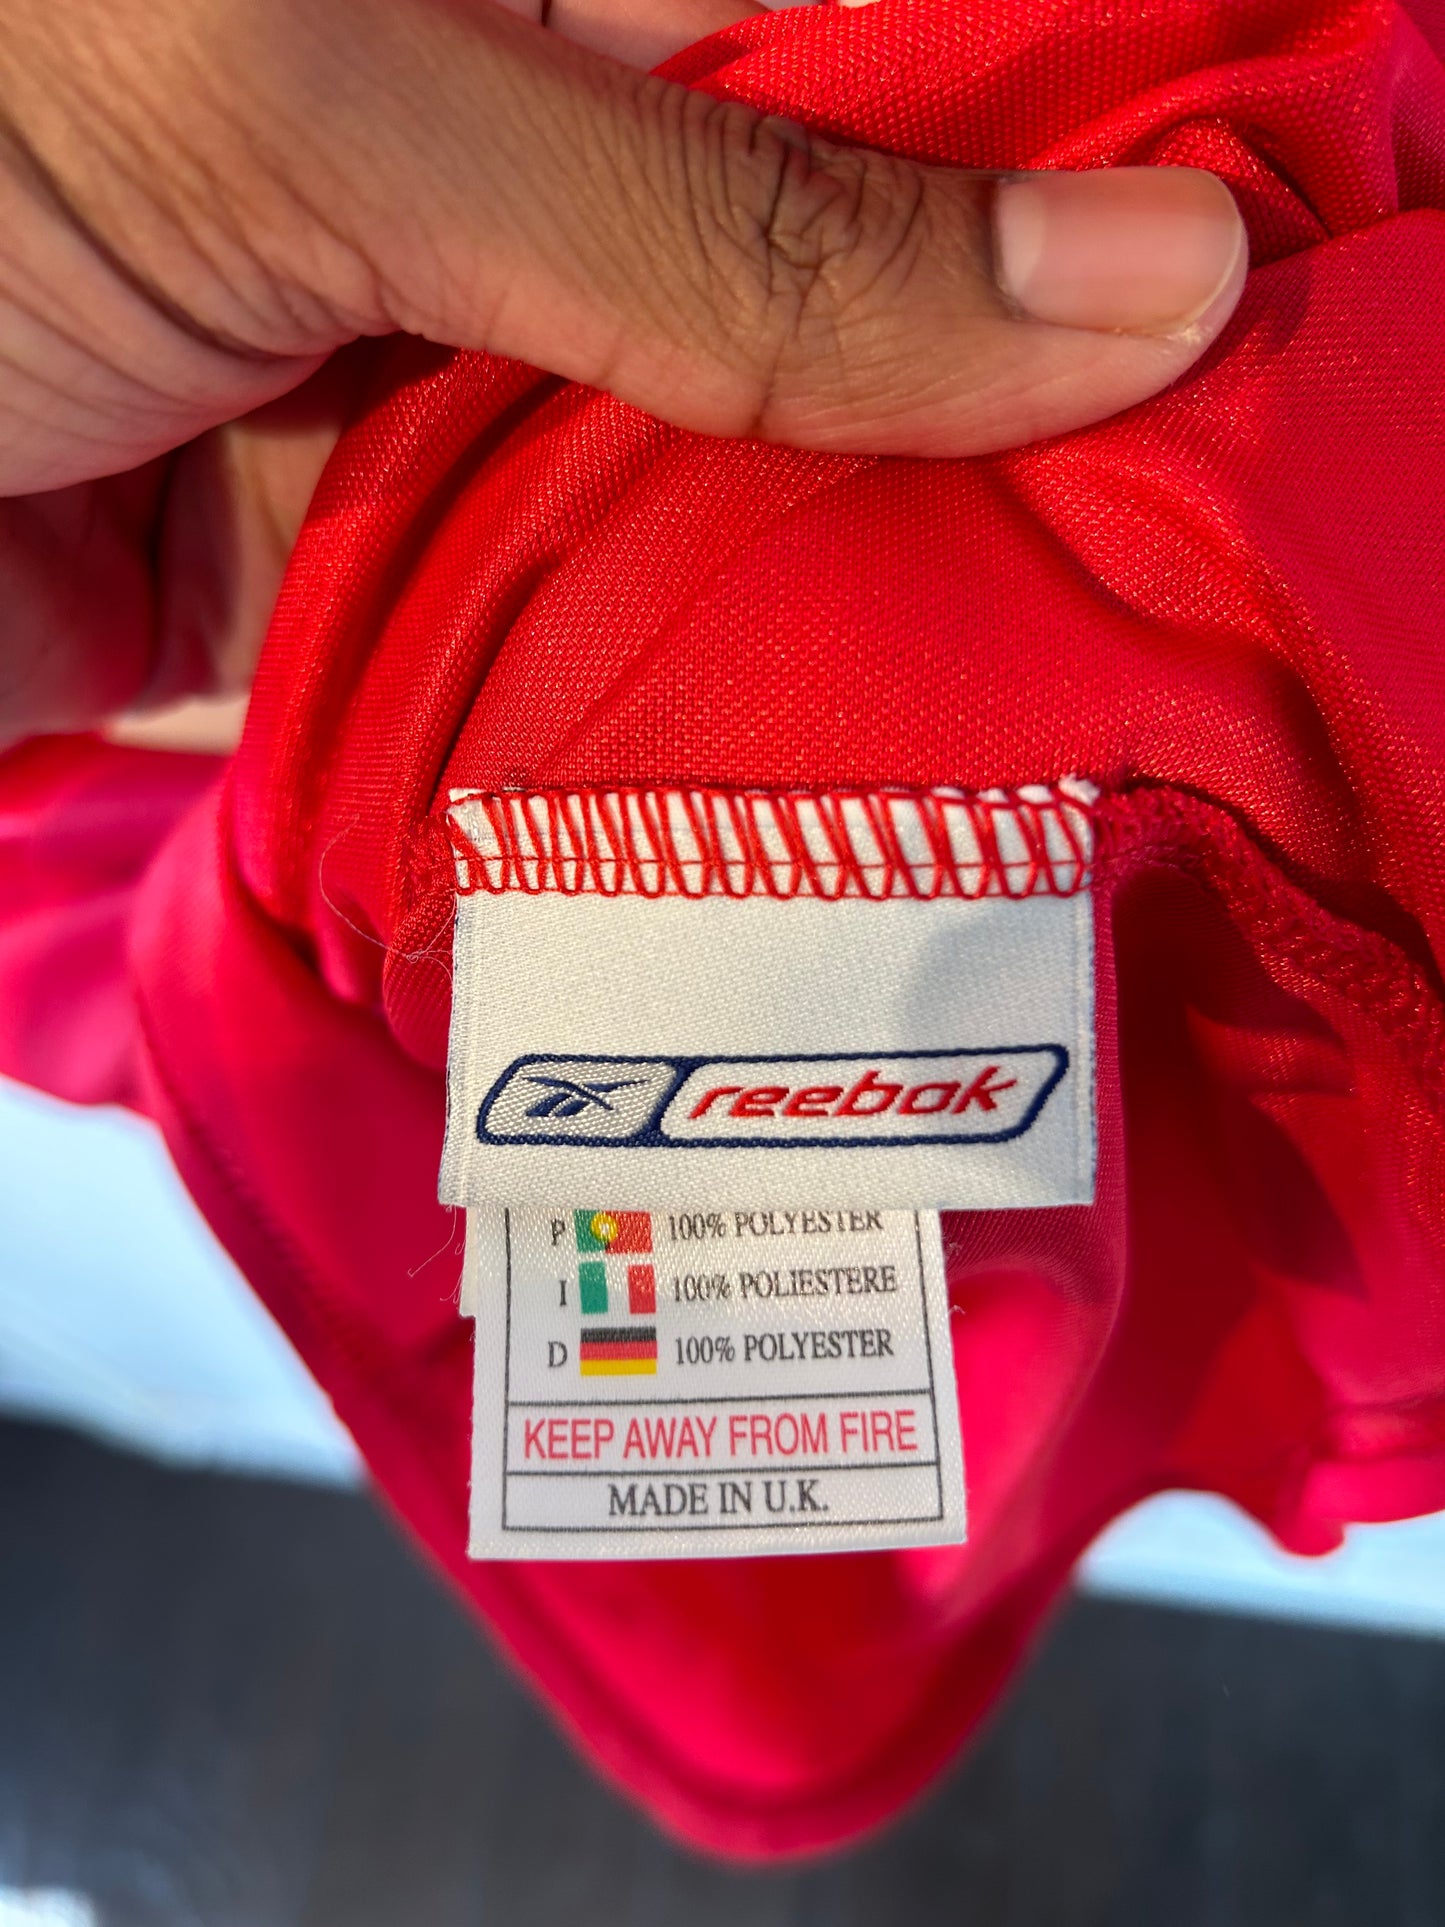 reebok
P 100% POLYESTER
I 100% POLIESTERE
D 100% POLYESTER
KEEP AWAY FROM FIRE
MADE IN U.K.